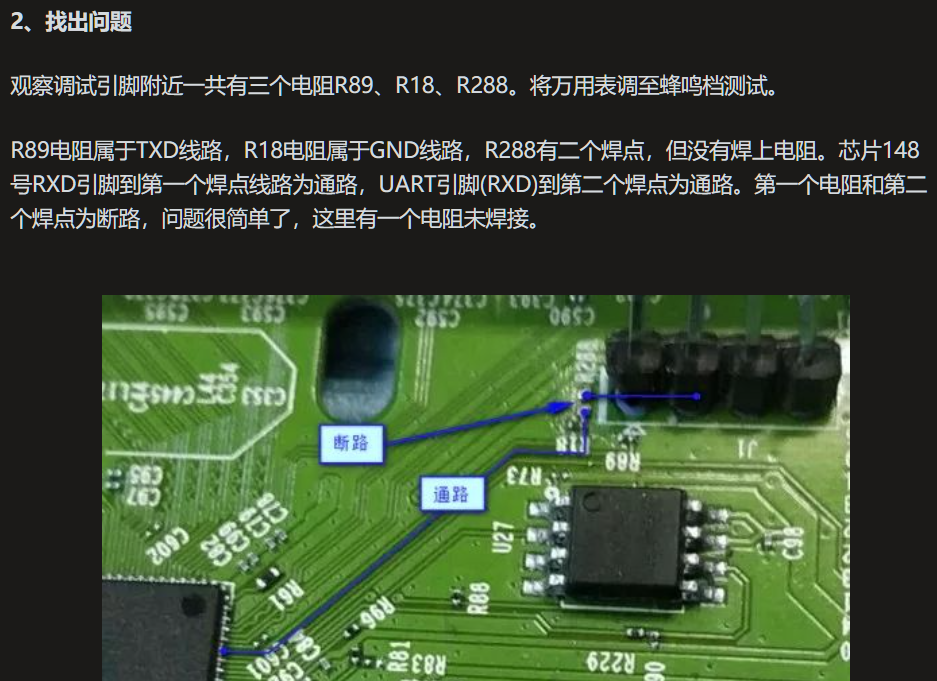 2、找出问题
观察调试引脚附近一共有三个电阻R89、R18、R288。将万用表调至蜂鸣档测试。
R89电阻属于TXD线路，R18电阻属于GND线路，R288有二个焊点，但没有焊上电阻。芯片148
号RXD引脚到第一个焊点线路为通路，UART引脚(RXD)到第二个焊点为通路。第一个电阻和第二
个焊点为断路，问题很简单了，这里有一个电阻未焊接。
C595
C593
C592
C590
C445
C354
C353
断路
R18
J1
R89
R73
通路
C95
C97
U27
C98
C602
R91
R96
R88
C601
R81
R83
R229